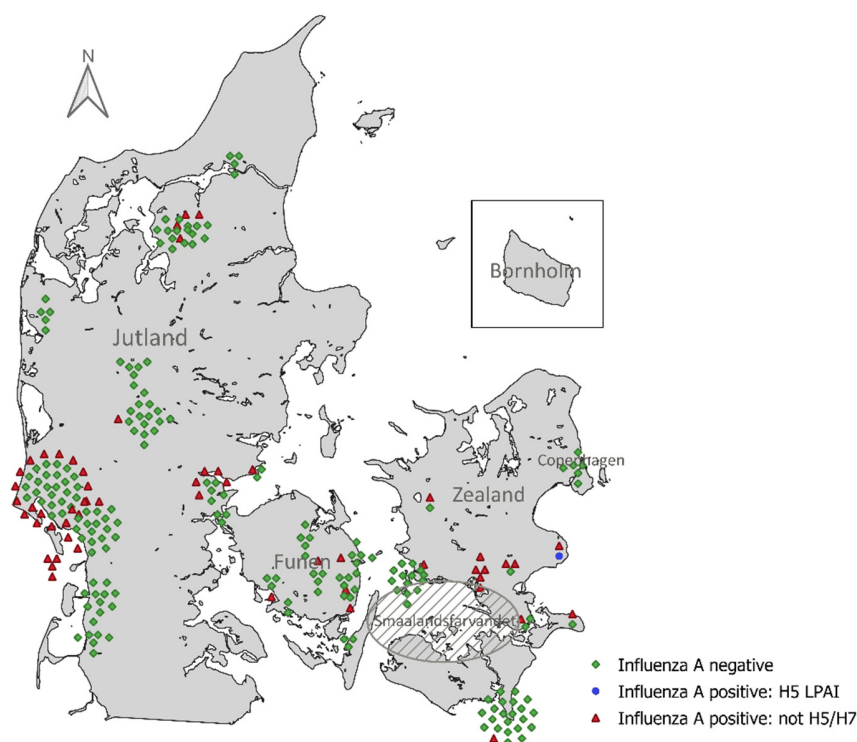 N
Jutland
Bornholm
Copenhagen
Zealand
Funen
Smaalandsfarvandet
Influenza A negative
Influenza A positive: H5 LPAI
Influenza A positive: not H5/H7